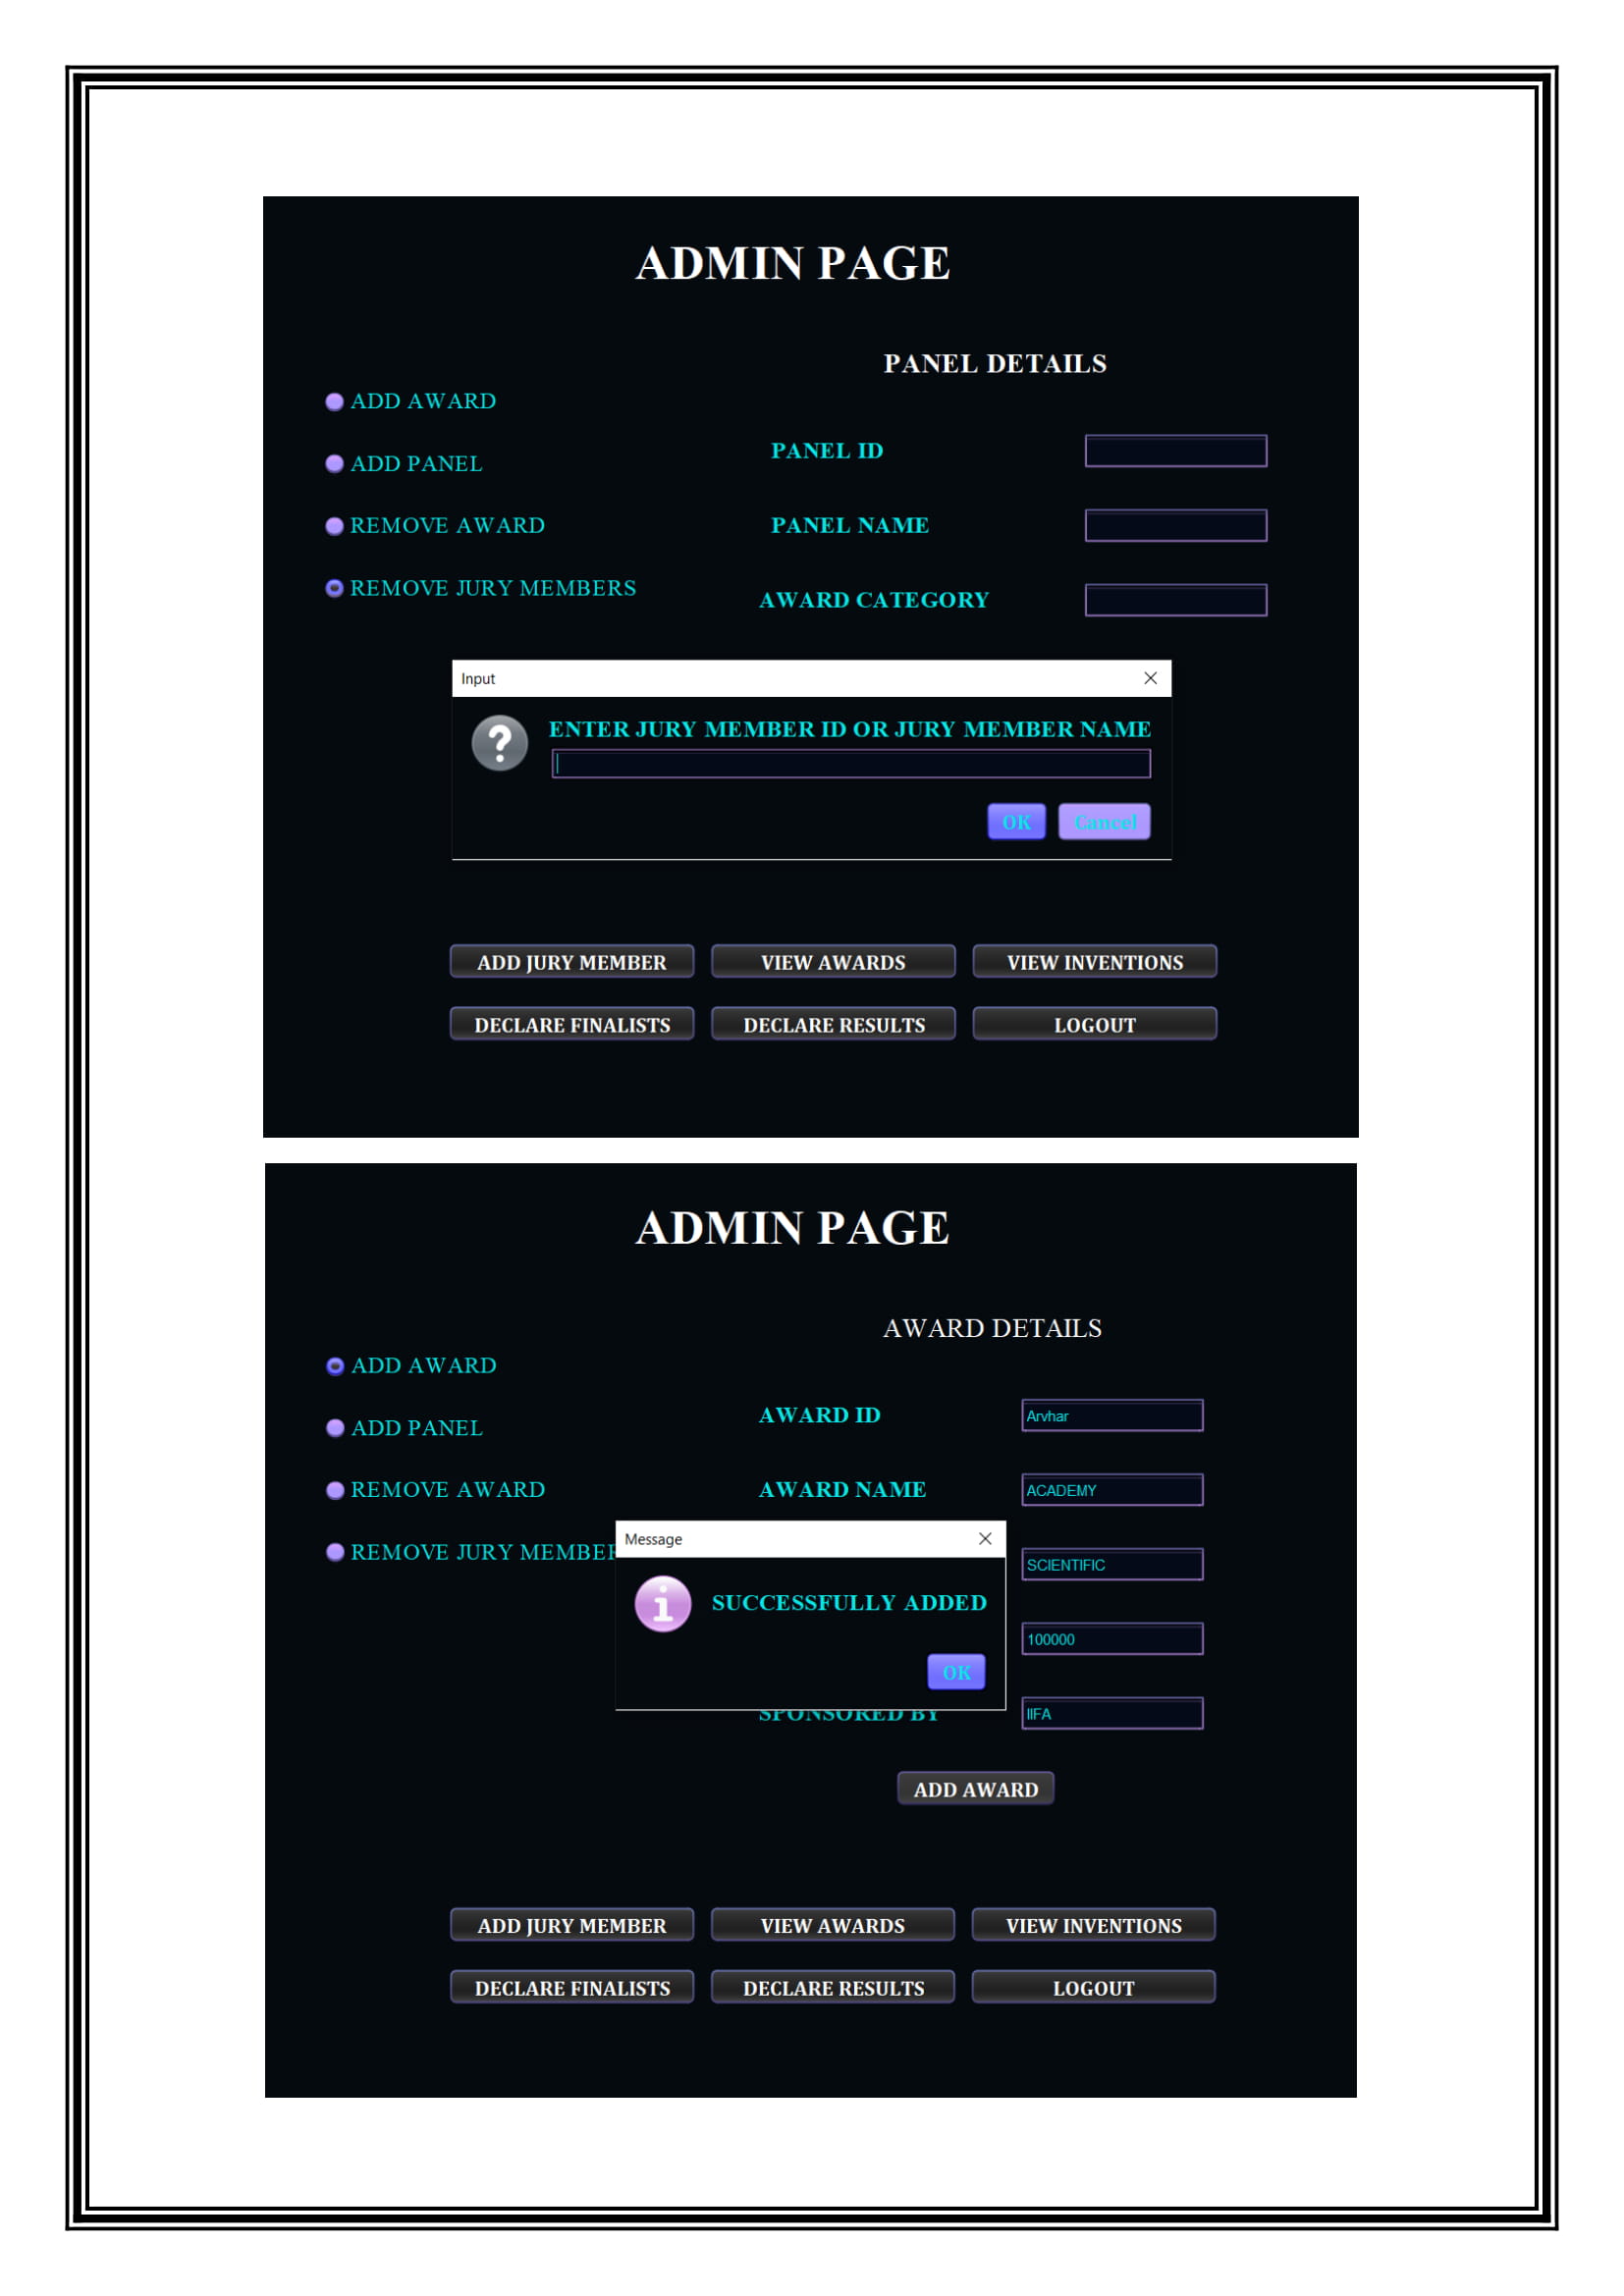 ADMIN PAGE
PANEL DETAILS
ADD AWARD
PANEL ID
ADD PANEL
REMOVE AWARD
PANEL NAME
REMOVE JURY MEMBERS
AWARD CATEGORY
Input
ENTER JURY MEMBER ID OR JURY MEMBER NAME
OK Cancel
ADD JURY MEMBER VIEW AWARDS VIEW INVENTIONS
DECLARE FINALISTS DECLARE RESULTS LOGOUT
ADMIN PAGE
AWARD DETAILS
ADD AWARD
AWARD ID Arvhar
ADD PANEL
REMOVE AWARD
AWARD NAME ACADEMY
Message
REMOVE JURY MEMBER
SCIENTIFIC
SUCCESSFULLY ADDED
100000
OK
SPONSORED BY IIFA
ADD AWARD
ADD JURY MEMBER VIEW AWARDS VIEW INVENTIONS
DECLARE FINALISTS DECLARE RESULTS LOGOUT